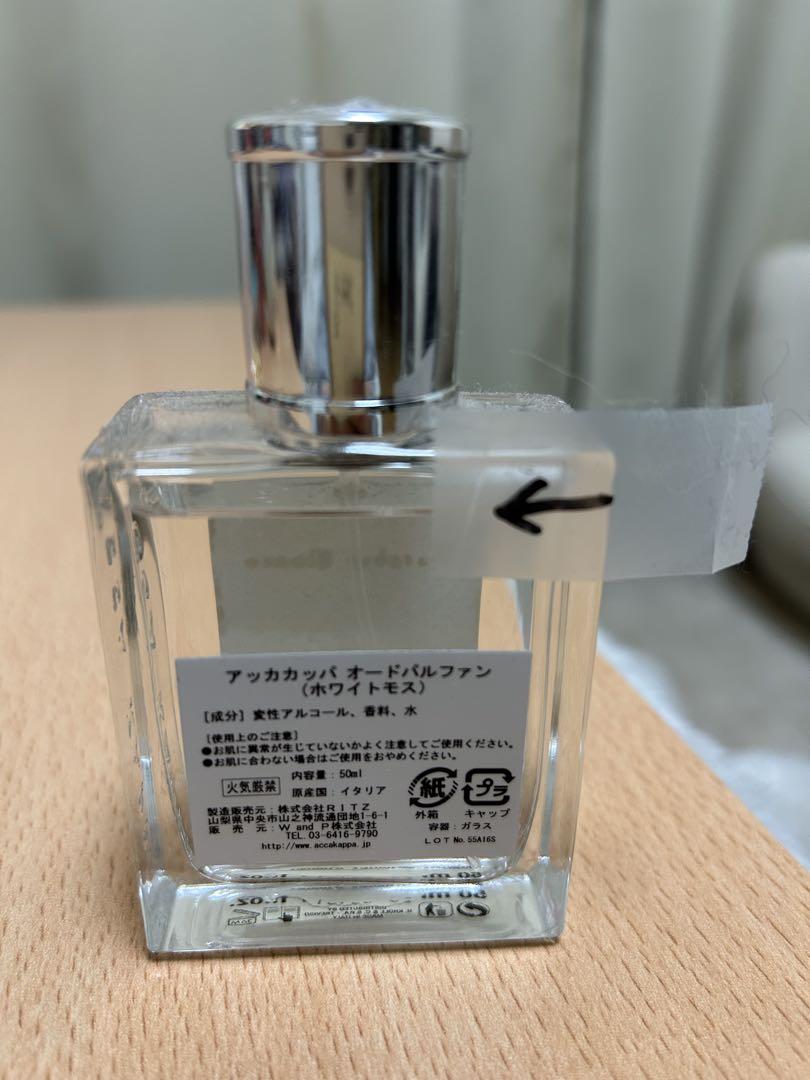 アッカカッパ オードパルファン
(ホワイトモス)
[成分] 変性アルコール、香料、水
[使用上のご注意]
●お肌に異常が生じていないかよく注意してご使用ください。
●お肌に合わない場合はご使用をおやめください。
火気厳禁
内容量：50ml
原産国：イタリア
紙
外箱
プラ
キャップ
容器：ガラス
製造販売元：株式会社RITZ
山梨県中央市山之神流通団地1-6-1
販 売 元：W and P株式会社
TEL.03-6416-9790
http://www.accakappa.jp
LOT No.55A16S